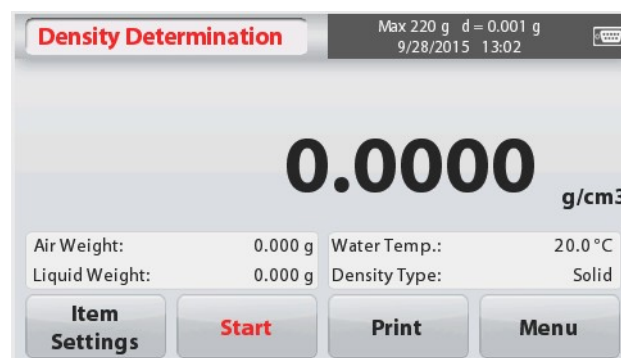 Density Determination
Max 220 g d = 0.001 g
9/28/2015 13:02
0.0000
g/cm3
Air Weight: 0.000 g
Water Temp.: 20.0 °C
Liquid Weight: 0.000 g
Density Type: Solid
Item
Settings
Start
Print
Menu